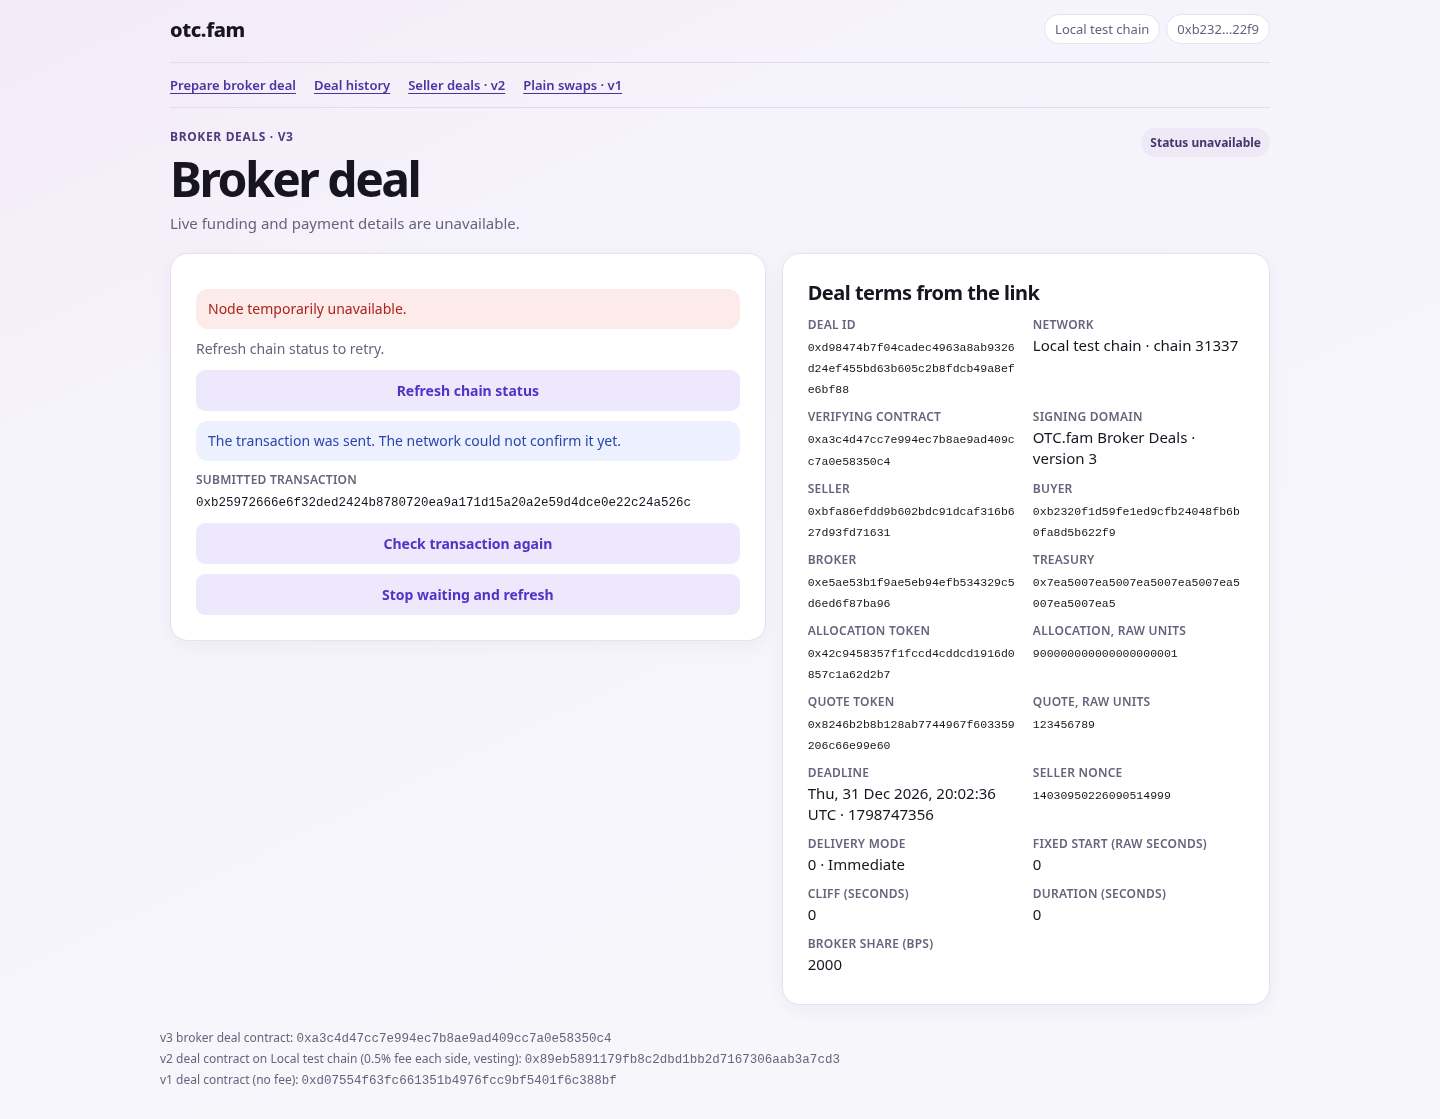 otc.fam
Local test chain
0xb232…22f9
Prepare broker deal
Deal history
Seller deals · v2
Plain swaps · v1
BROKER DEALS · V3
Status unavailable
Broker deal
Live funding and payment details are unavailable.
Node temporarily unavailable.
Refresh chain status to retry.
Refresh chain status
The transaction was sent. The network could not confirm it yet.
SUBMITTED TRANSACTION
0xb25972666e6f32ded2424b8780720ea9a171d15a20a2e59d4dce0e22c24a526c
Check transaction again
Stop waiting and refresh
Deal terms from the link
DEAL ID
0xd98474b7f04cadec4963a8ab9326
d24ef455bd63b605c2b8fdcb49a8ef
e6bf88
NETWORK
Local test chain · chain 31337
VERIFYING CONTRACT
0xa3c4d47cc7e994ec7b8ae9ad409c
c7a0e58350c4
SIGNING DOMAIN
OTC.fam Broker Deals ·
version 3
SELLER
0xbfa86efdd9b602bdc91dcaf316b6
27d93fd71631
BUYER
0xb2320f1d59fe1ed9cfb24048fb6b
0fa8d5b622f9
BROKER
0xe5ae53b1f9ae5eb94efb534329c5
d6ed6f87ba96
TREASURY
0x7ea5007ea5007ea5007ea5007ea5
007ea5007ea5
ALLOCATION TOKEN
0x42c9458357f1fccd4cddcd1916d0
857c1a62d2b7
ALLOCATION, RAW UNITS
900000000000000000001
QUOTE TOKEN
0x8246b2b8b128ab7744967f603359
206c66e99e60
QUOTE, RAW UNITS
123456789
DEADLINE
Thu, 31 Dec 2026, 20:02:36
UTC · 1798747356
SELLER NONCE
14030950226090514999
DELIVERY MODE
0 · Immediate
FIXED START (RAW SECONDS)
0
CLIFF (SECONDS)
0
DURATION (SECONDS)
0
BROKER SHARE (BPS)
2000
v3 broker deal contract: 0xa3c4d47cc7e994ec7b8ae9ad409cc7a0e58350c4
v2 deal contract on Local test chain (0.5% fee each side, vesting): 0x89eb5891179fb8c2dbd1bb2d7167306aab3a7cd3
v1 deal contract (no fee): 0xd07554f63fc661351b4976fcc9bf5401f6c388bf